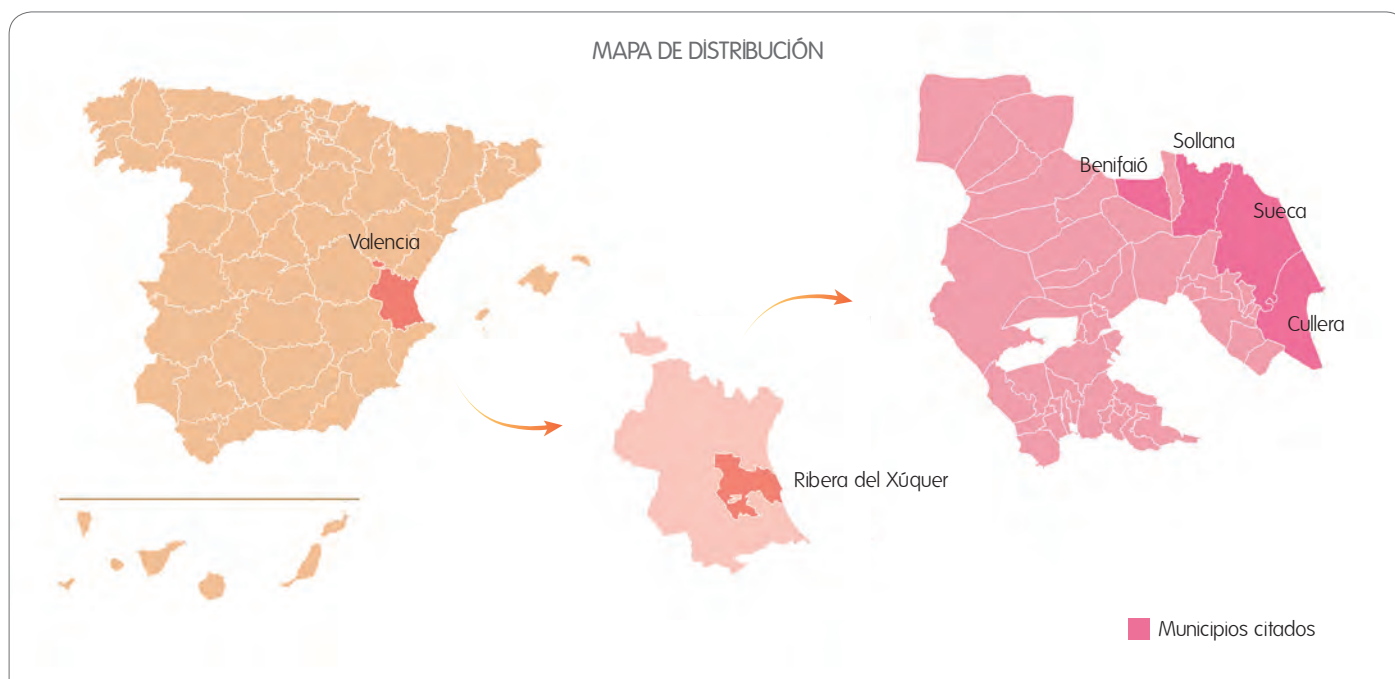 MAPA DE DISTRIBUCIÓN
Valencia
Ribera del Xúquer
Benifaió
Sollana
Sueca
Cullera
Municipios citados